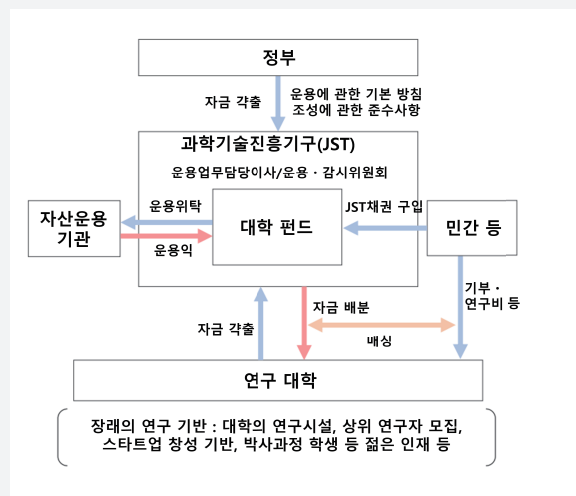 정부
자금 갹출
운용에 관한 기본 방침
조성에 관한 준수사항
과학기술진흥기구(JST)
운용업무담당이사/운용 · 감시위원회
자산운용
기관
운용위탁
운용익
대학 펀드
JST채권 구입
민간 등
자금 갹출
자금 배분
배싱
기부 ·
연구비 등
연구 대학
장래의 연구 기반 : 대학의 연구시설, 상위 연구자 모집,
스타트업 창성 기반, 박사과정 학생 등 젊은 인재 등